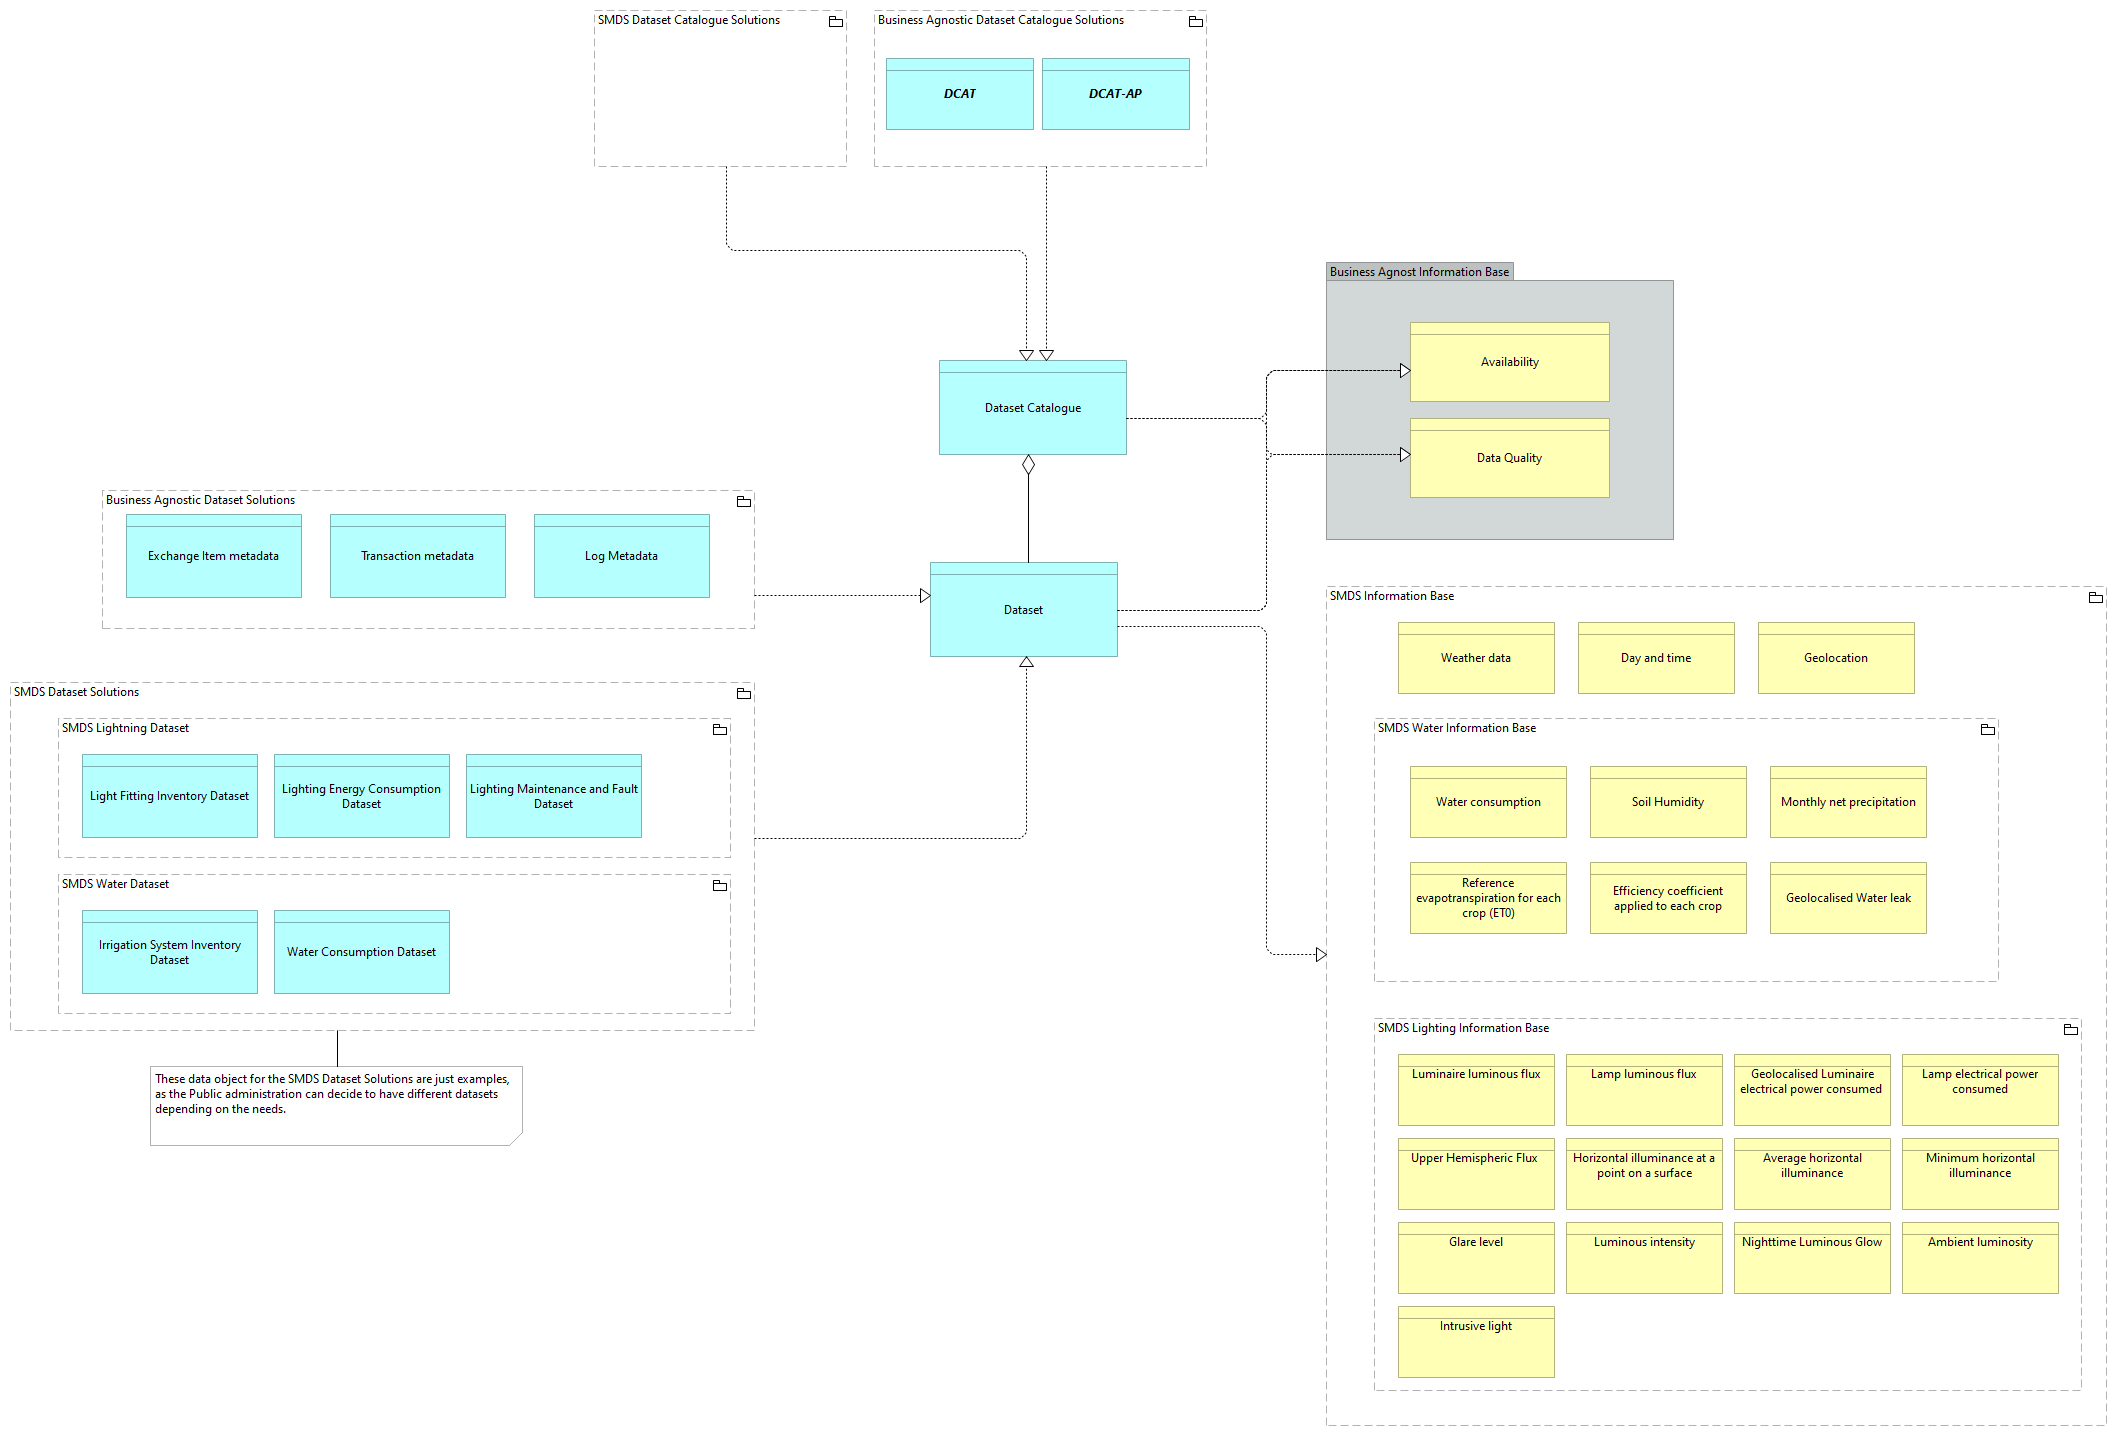 SMDS Dataset Catalogue Solutions
Business Agnostic Dataset Catalogue Solutions
DCAT
DCAT-AP
Business Agnost Information Base
Availability
Data Quality
Dataset Catalogue
Business Agnostic Dataset Solutions
Exchange Item metadata
Transaction metadata
Log Metadata
Dataset
SMDS Dataset Solutions
SMDS Lightning Dataset
Light Fitting Inventory Dataset
Lighting Energy Consumption
Dataset
Lighting Maintenance and Fault
Dataset
SMDS Water Dataset
Irrigation System Inventory
Dataset
Water Consumption Dataset
These data object for the SMDS Dataset Solutions are just examples,
as the Public administration can decide to have different datasets
depending on the needs.
SMDS Information Base
Weather data
Day and time
Geolocation
SMDS Water Information Base
Water consumption
Soil Humidity
Monthly net precipitation
Reference
evapotranspiration for each
crop (ET0)
Efficiency coefficient
applied to each crop
Geolocalised Water leak
SMDS Lighting Information Base
Luminaire luminous flux
Lamp luminous flux
Geolocalised Luminaire
electrical power consumed
Lamp electrical power
consumed
Upper Hemispheric Flux
Horizontal illuminance at a
point on a surface
Average horizontal
illuminance
Minimum horizontal
illuminance
Glare level
Luminous intensity
Nighttime Luminous Glow
Ambient luminosity
Intrusive light